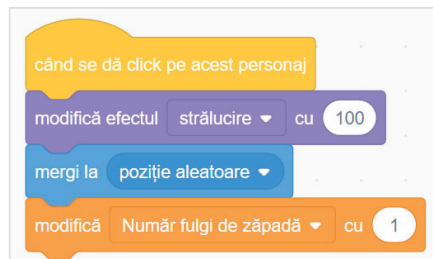 când se dă click pe acest personaj
modifică efectul strălucire cu 100
mergi la poziție aleatoare
modifică Număr fulgi de zăpadă cu 1